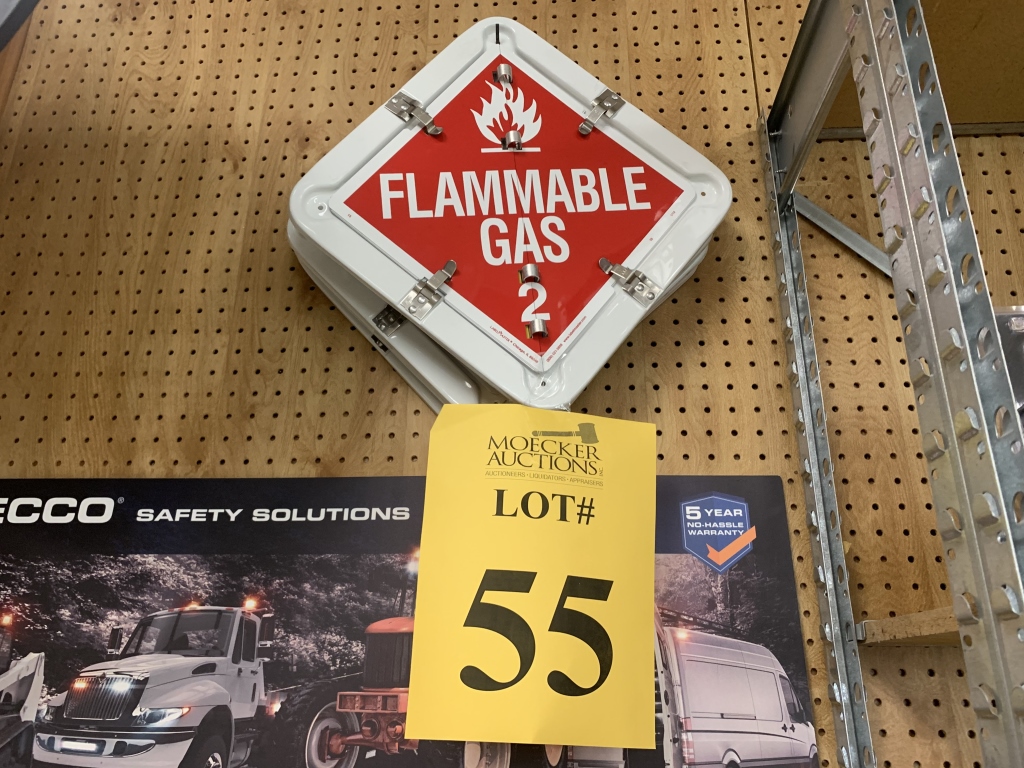 FLAMMABLE
GAS
2
MOECKER
AUCTIONS
AUCTIONEERS • LIQUIDATORS • APPRAISERS
LOT#
55
ECCO® SAFETY SOLUTIONS
5 YEAR
NO-HASSLE
WARRANTY